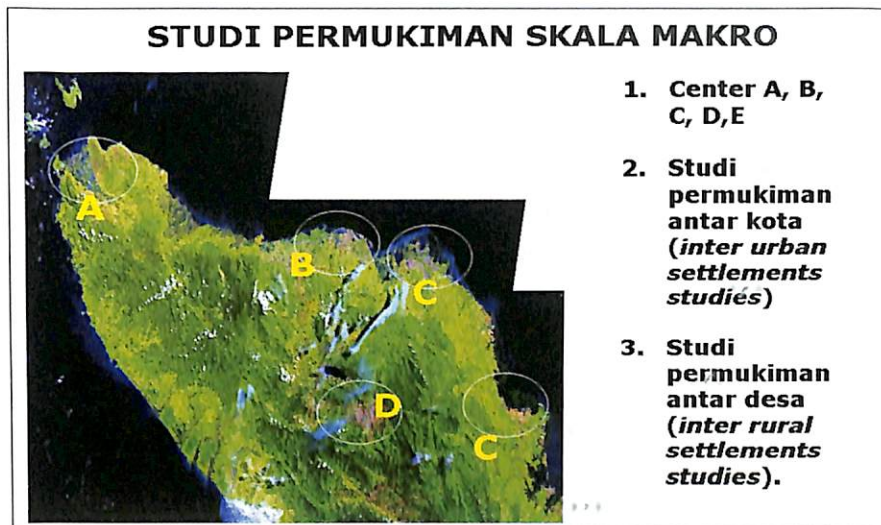 STUDI PERMUKIMAN SKALA MAKRO
A
B
C
D
C
1. Center A, B,
C, D,E
2. Studi
permukiman
antar kota
(inter urban
settlements
studies)
3. Studi
permukiman
antar desa
(inter rural
settlements
studies).